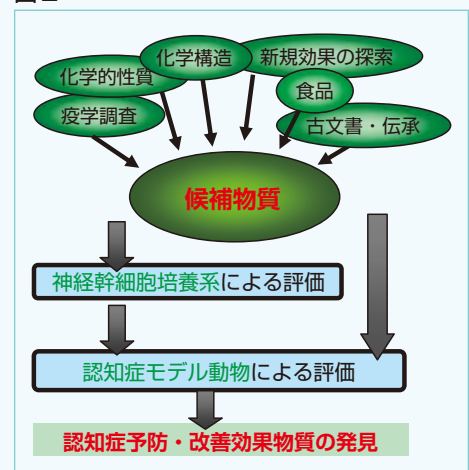 化学構造
新規効果の探索
化学的性質
食品
疫学調査
古文書・伝承
候補物質
神経幹細胞培養系による評価
認知症モデル動物による評価
認知症予防・改善効果物質の発見